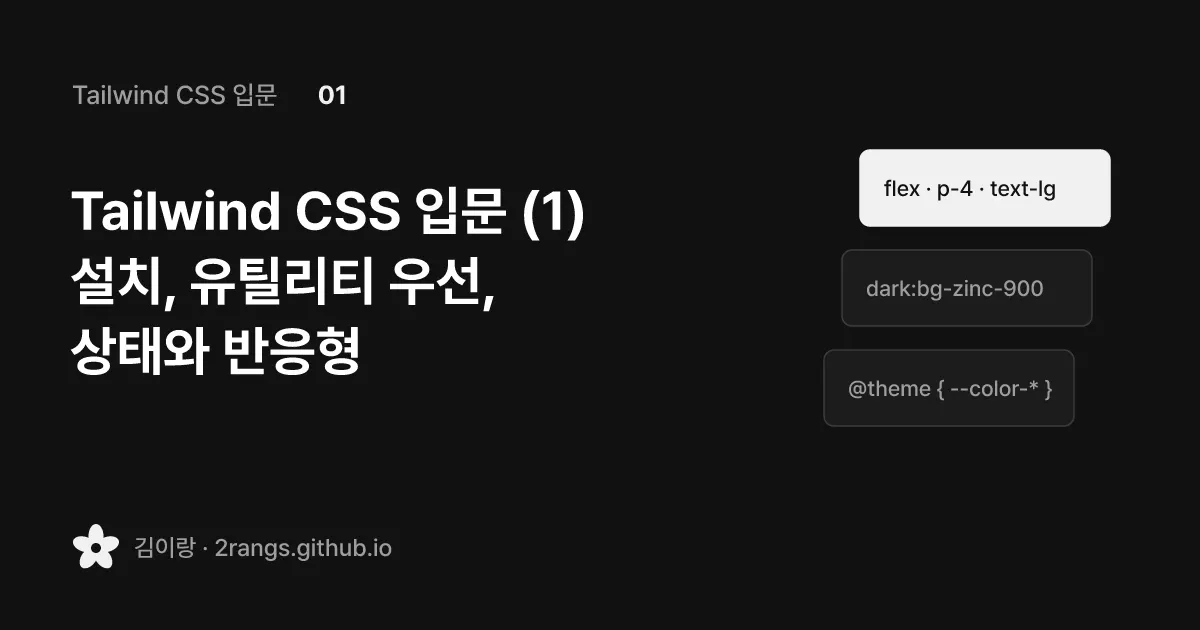 Tailwind CSS 입문 01
Tailwind CSS 입문 (1)
설치, 유틸리티 우선,
상태와 반응형
flex · p-4 · text-lg
dark:bg-zinc-900
@theme { --color-* }
김이랑 · 2rangs.github.io